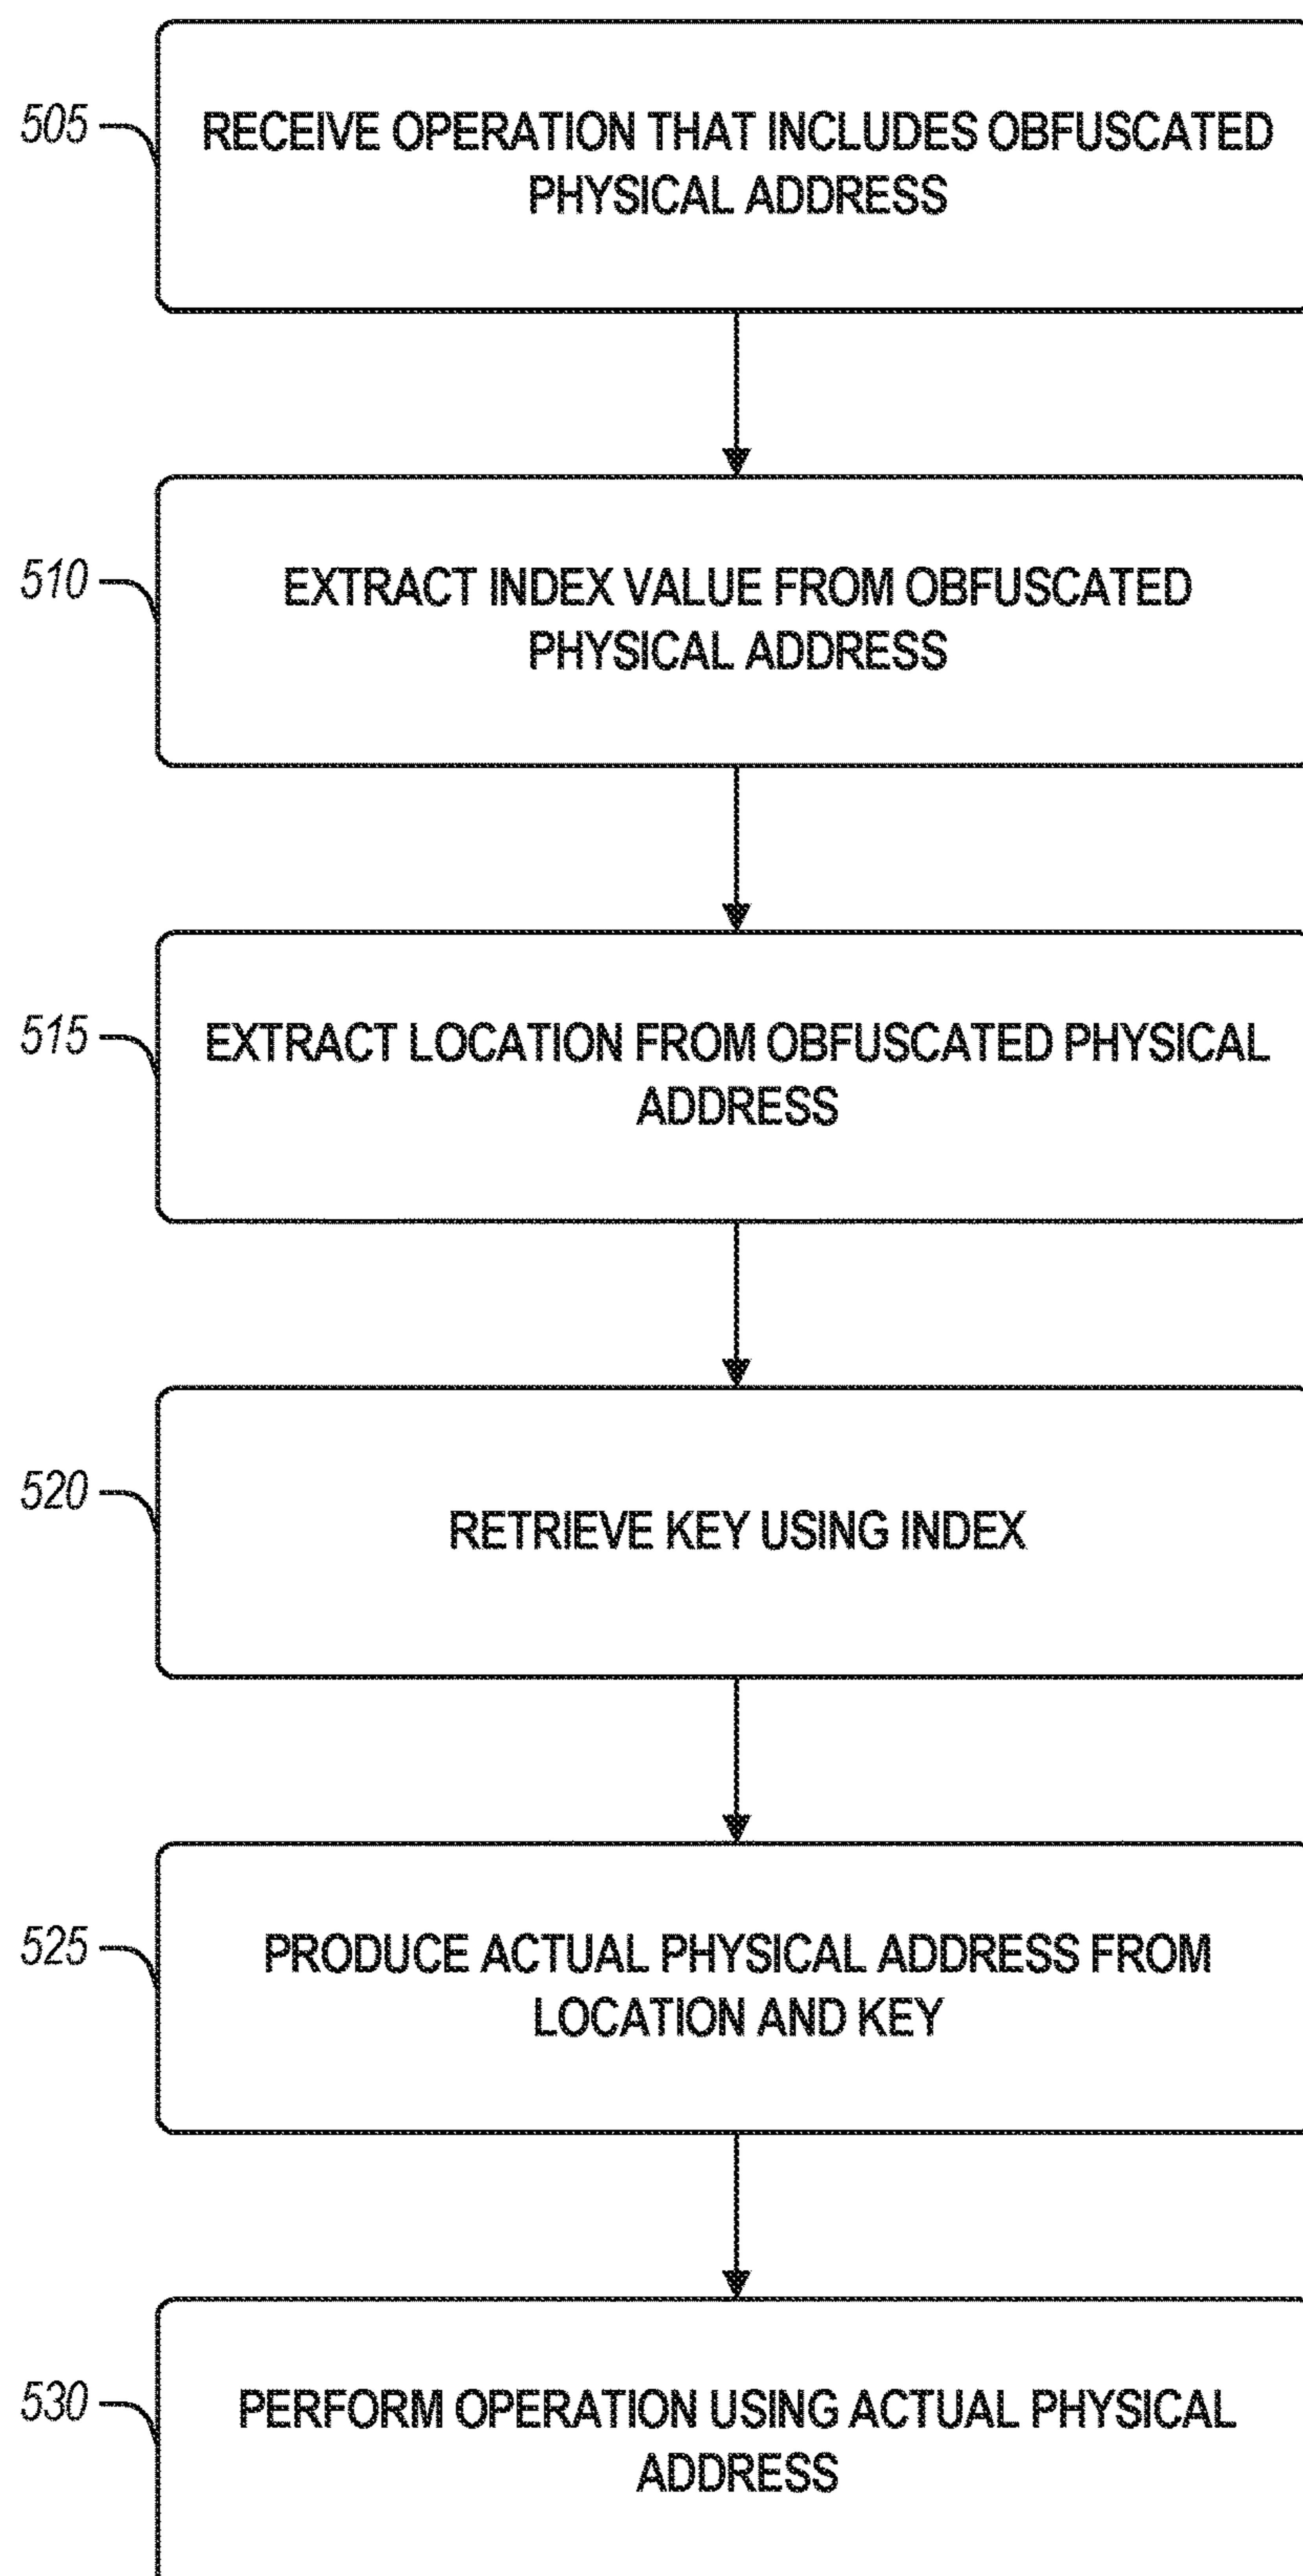 505
RECEIVE OPERATION THAT INCLUDES OBFUSCATED
PHYSICAL ADDRESS
510
EXTRACT INDEX VALUE FROM OBFUSCATED
PHYSICAL ADDRESS
515
EXTRACT LOCATION FROM OBFUSCATED PHYSICAL
ADDRESS
520
RETRIEVE KEY USING INDEX
525
PRODUCE ACTUAL PHYSICAL ADDRESS FROM
LOCATION AND KEY
530
PERFORM OPERATION USING ACTUAL PHYSICAL
ADDRESS